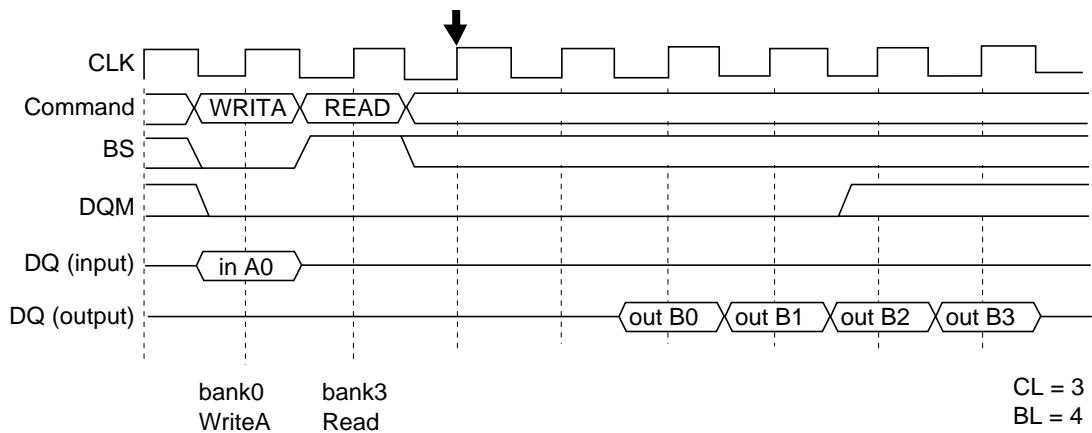 CLK
Command WRITA READ
BS
DQM
DQ (input) in A0
DQ (output) out B0 out B1 out B2 out B3
bank0 bank3 CL = 3
WriteA Read BL = 4